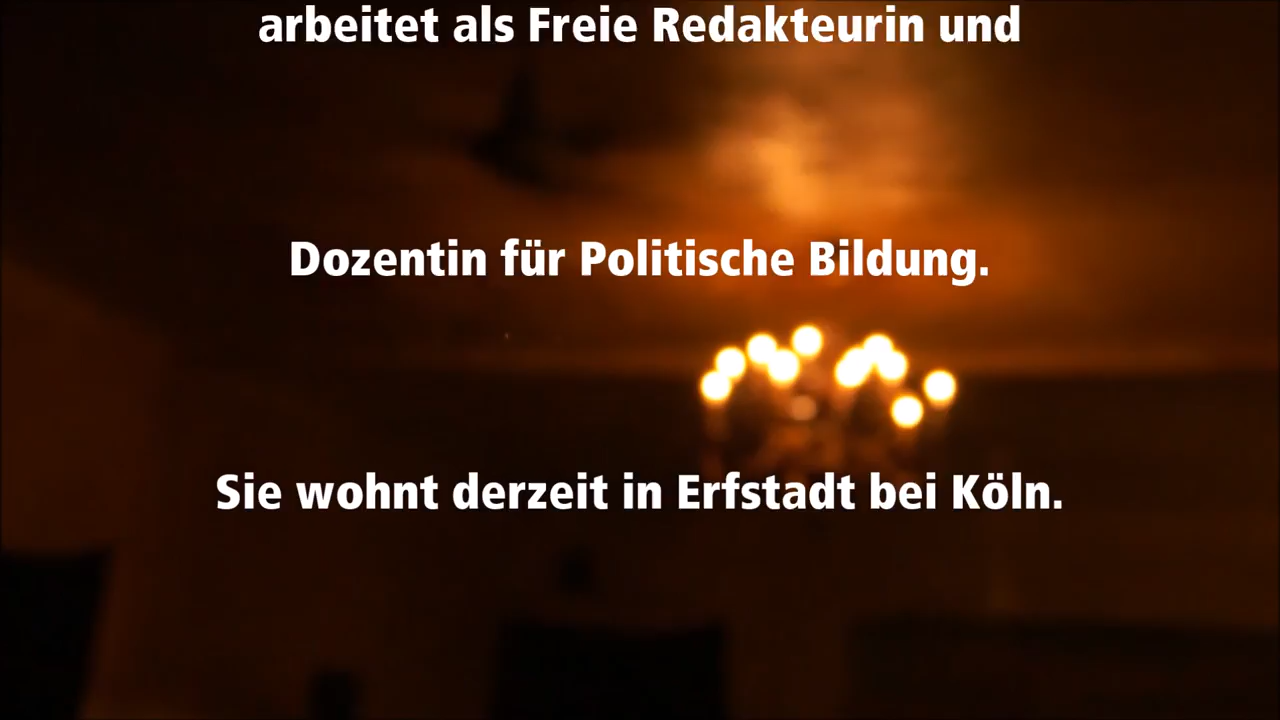 arbeitet als Freie Redakteurin und
Dozentin für Politische Bildung.
Sie wohnt derzeit in Erfstadt bei Köln.